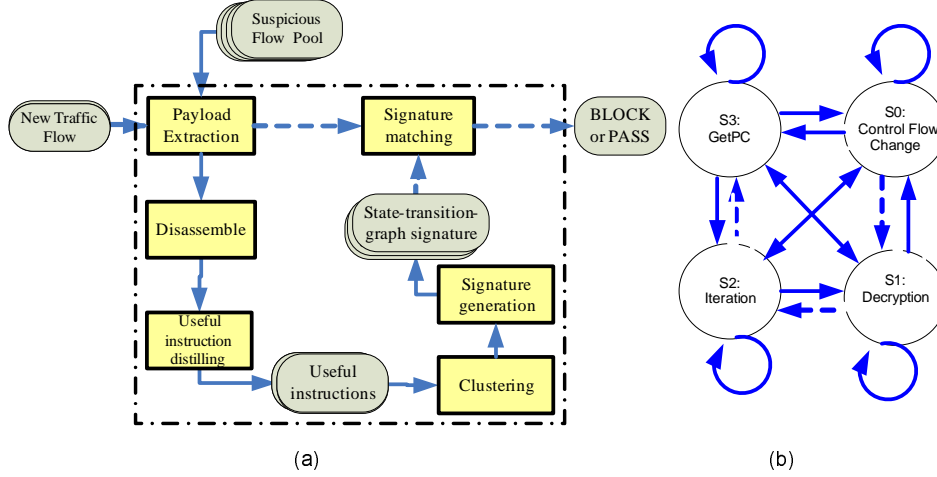 Suspicious
Flow Pool
New Traffic
Flow
Payload
Extraction
Signature
matching
BLOCK
or PASS
Disassemble
State-transition-
graph signature
Signature
generation
Useful
instruction
distilling
Useful
instructions
Clustering
(a)
S3:
GetPC
S0:
Control Flow
Change
S2:
Iteration
S1:
Decryption
(b)